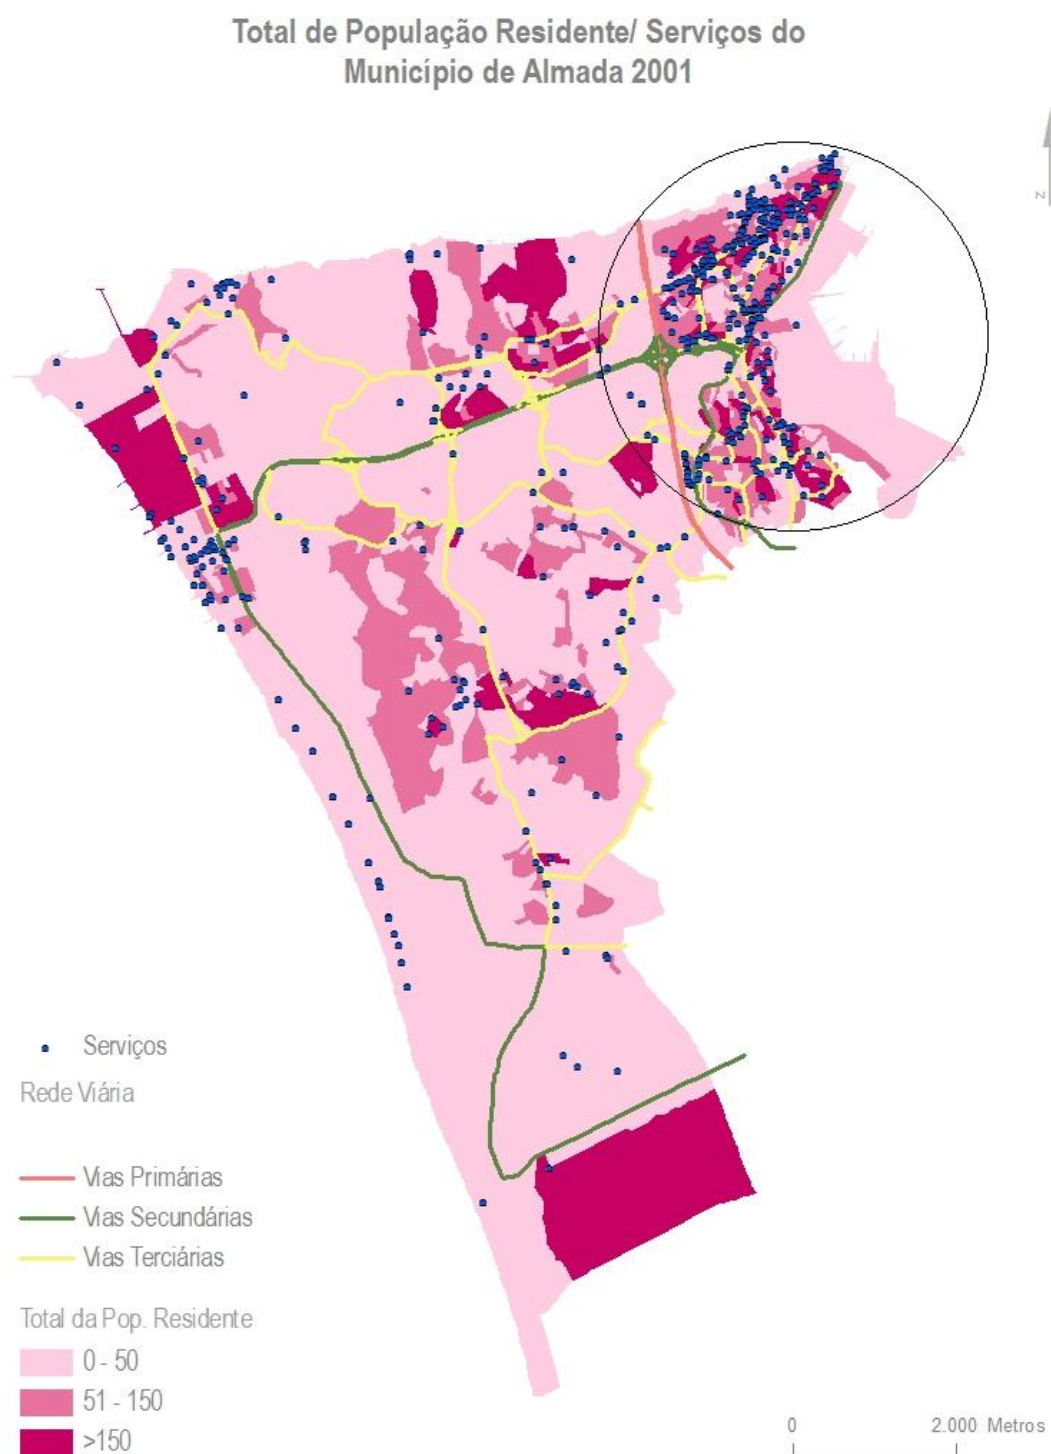 Total de População Residente/ Serviços do
Município de Almada 2001
N
Serviços
Rede Viária
Vias Primárias
Vias Secundárias
Vias Terciárias
Total da Pop. Residente
0 - 50
51 - 150
>150
0 2.000 Metros